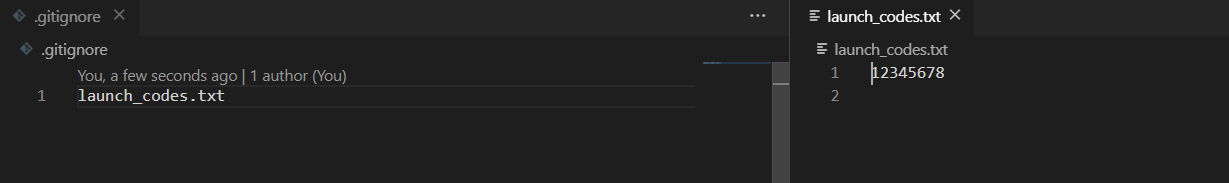 .gitignore
.gitignore
You, a few seconds ago | 1 author (You)
1 launch_codes.txt
launch_codes.txt
launch_codes.txt
1 12345678
2